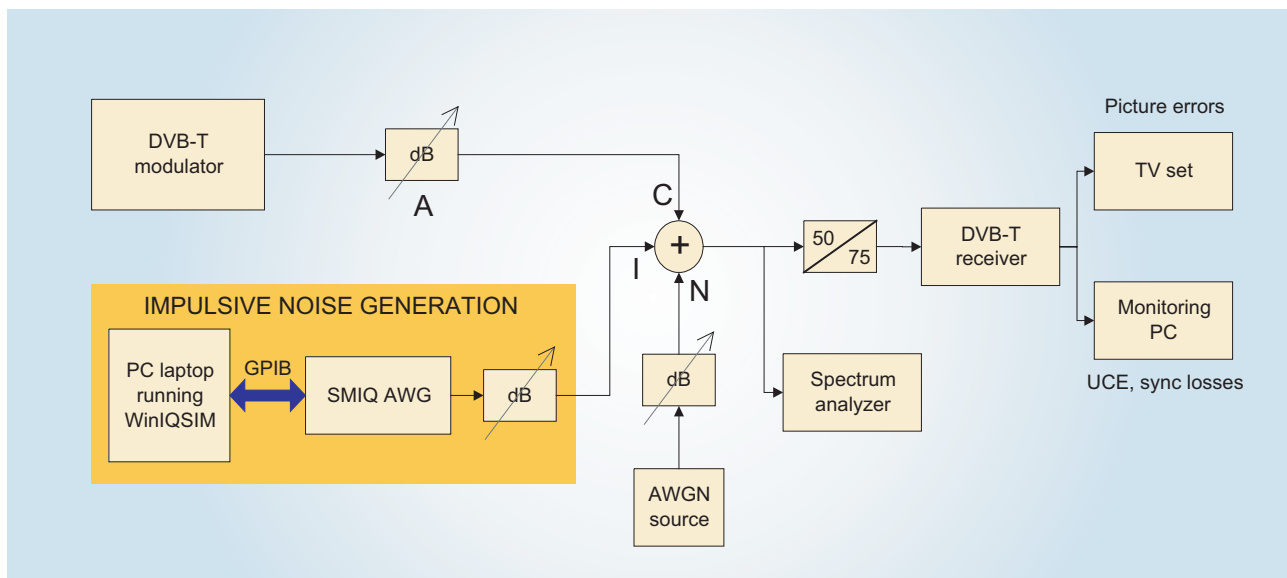 Picture errors
DVB-T
modulator
dB
A
C
TV set
50
75
DVB-T
receiver
+
I
N
IMPULSIVE NOISE GENERATION
PC laptop
running
WinIQSIM
GPIB
SMIQ AWG
dB
dB
Spectrum
analyzer
Monitoring
PC
UCE, sync losses
AWGN
source